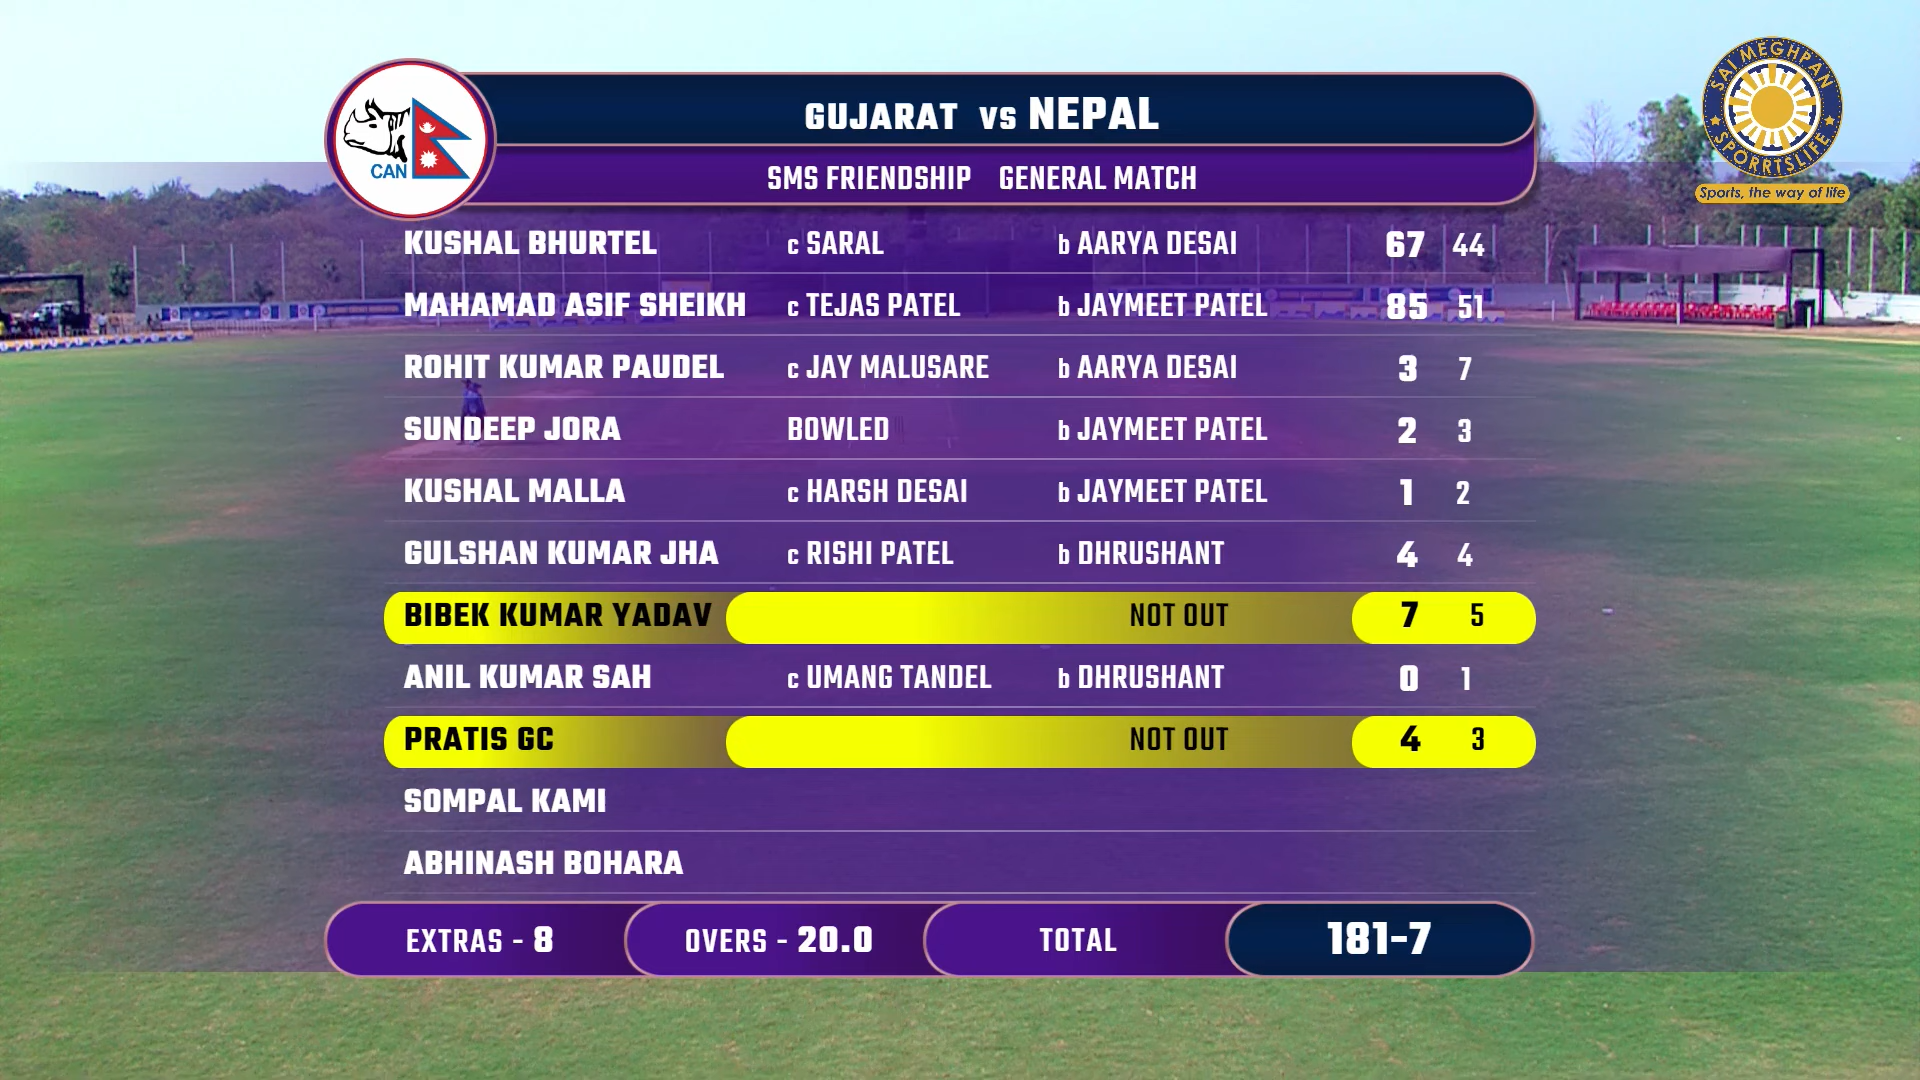 GUJARAT vs NEPAL
SMS FRIENDSHIP GENERAL MATCH
CAN
SAI MEGHPAN
SPORRTSLIFE
Sports, the way of life
KUSHAL BHURTEL c SARAL b AARYA DESAI 67 44
MAHAMAD ASIF SHEIKH c TEJAS PATEL b JAYMEET PATEL 85 51
ROHIT KUMAR PAUDEL c JAY MALUSARE b AARYA DESAI 3 7
SUNDEEP JORA BOWLED b JAYMEET PATEL 2 3
KUSHAL MALLA c HARSH DESAI b JAYMEET PATEL 1 2
GULSHAN KUMAR JHA c RISHI PATEL b DHRUSHANT 4 4
BIBEK KUMAR YADAV NOT OUT 7 5
ANIL KUMAR SAH c UMANG TANDEL b DHRUSHANT 0 1
PRATIS GC NOT OUT 4 3
SOMPAL KAMI
ABHINASH BOHARA
EXTRAS - 8 OVERS - 20.0 TOTAL 181-7